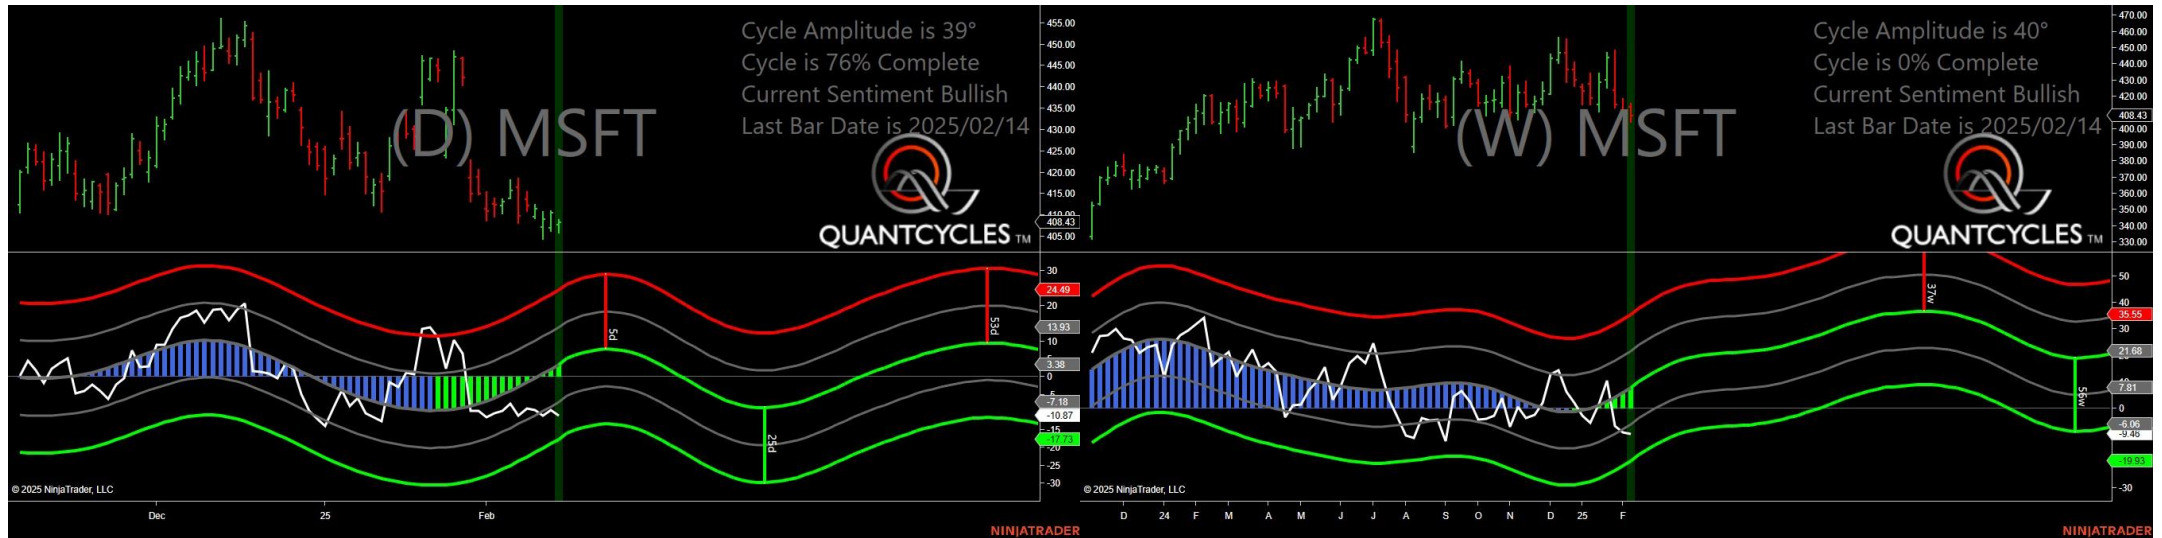 Cycle Amplitude is 39°
Cycle is 76% Complete
Current Sentiment Bullish
Last Bar Date is 2025/02/14
(D) MSFT
QUANTCYCLES TM
455.00
450.00
445.00
440.00
435.00
430.00
425.00
420.00
415.00
410.00
408.43
405.00
30
24.49
20
13.93
10
3.38
0
-7.18
-10.87
-15
-17.73
-20
-25
-30
5d
25d
53d
© 2025 NinjaTrader, LLC
Dec
25
Feb
NINJATRADER
Cycle Amplitude is 40°
Cycle is 0% Complete
Current Sentiment Bullish
Last Bar Date is 2025/02/14
(W) MSFT
QUANTCYCLES TM
470.00
460.00
450.00
440.00
430.00
420.00
408.43
400.00
390.00
380.00
370.00
360.00
350.00
340.00
330.00
50
40
35.55
30
21.68
7.81
0
-6.06
-9.46
-19.93
-30
37w
56w
© 2025 NinjaTrader, LLC
D 24 F M A M J J A S O N D 25 F
NINJATRADER